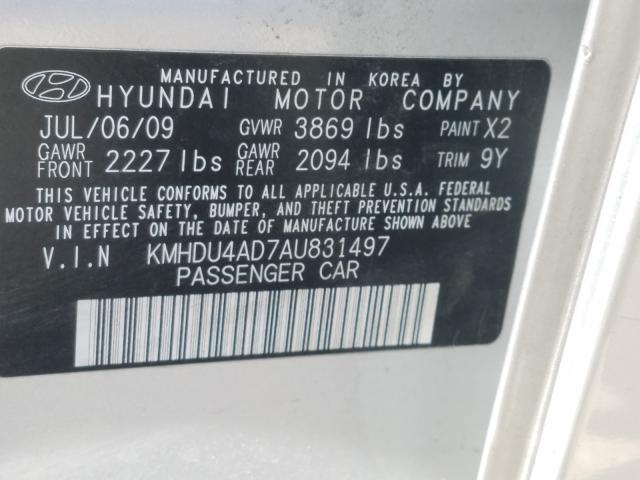 MANUFACTURED IN KOREA BY
HYUNDAI MOTOR COMPANY
JUL/06/09 GVWR 3869 lbs PAINT X2
GAWR FRONT 2227 lbs GAWR REAR 2094 lbs TRIM 9Y
THIS VEHICLE CONFORMS TO ALL APPLICABLE U.S.A. FEDERAL
MOTOR VEHICLE SAFETY, BUMPER, AND THEFT PREVENTION STANDARDS
IN EFFECT ON THE DATE OF MANUFACTURE SHOWN ABOVE
V.I.N KMHDU4AD7AU831497
PASSENGER CAR